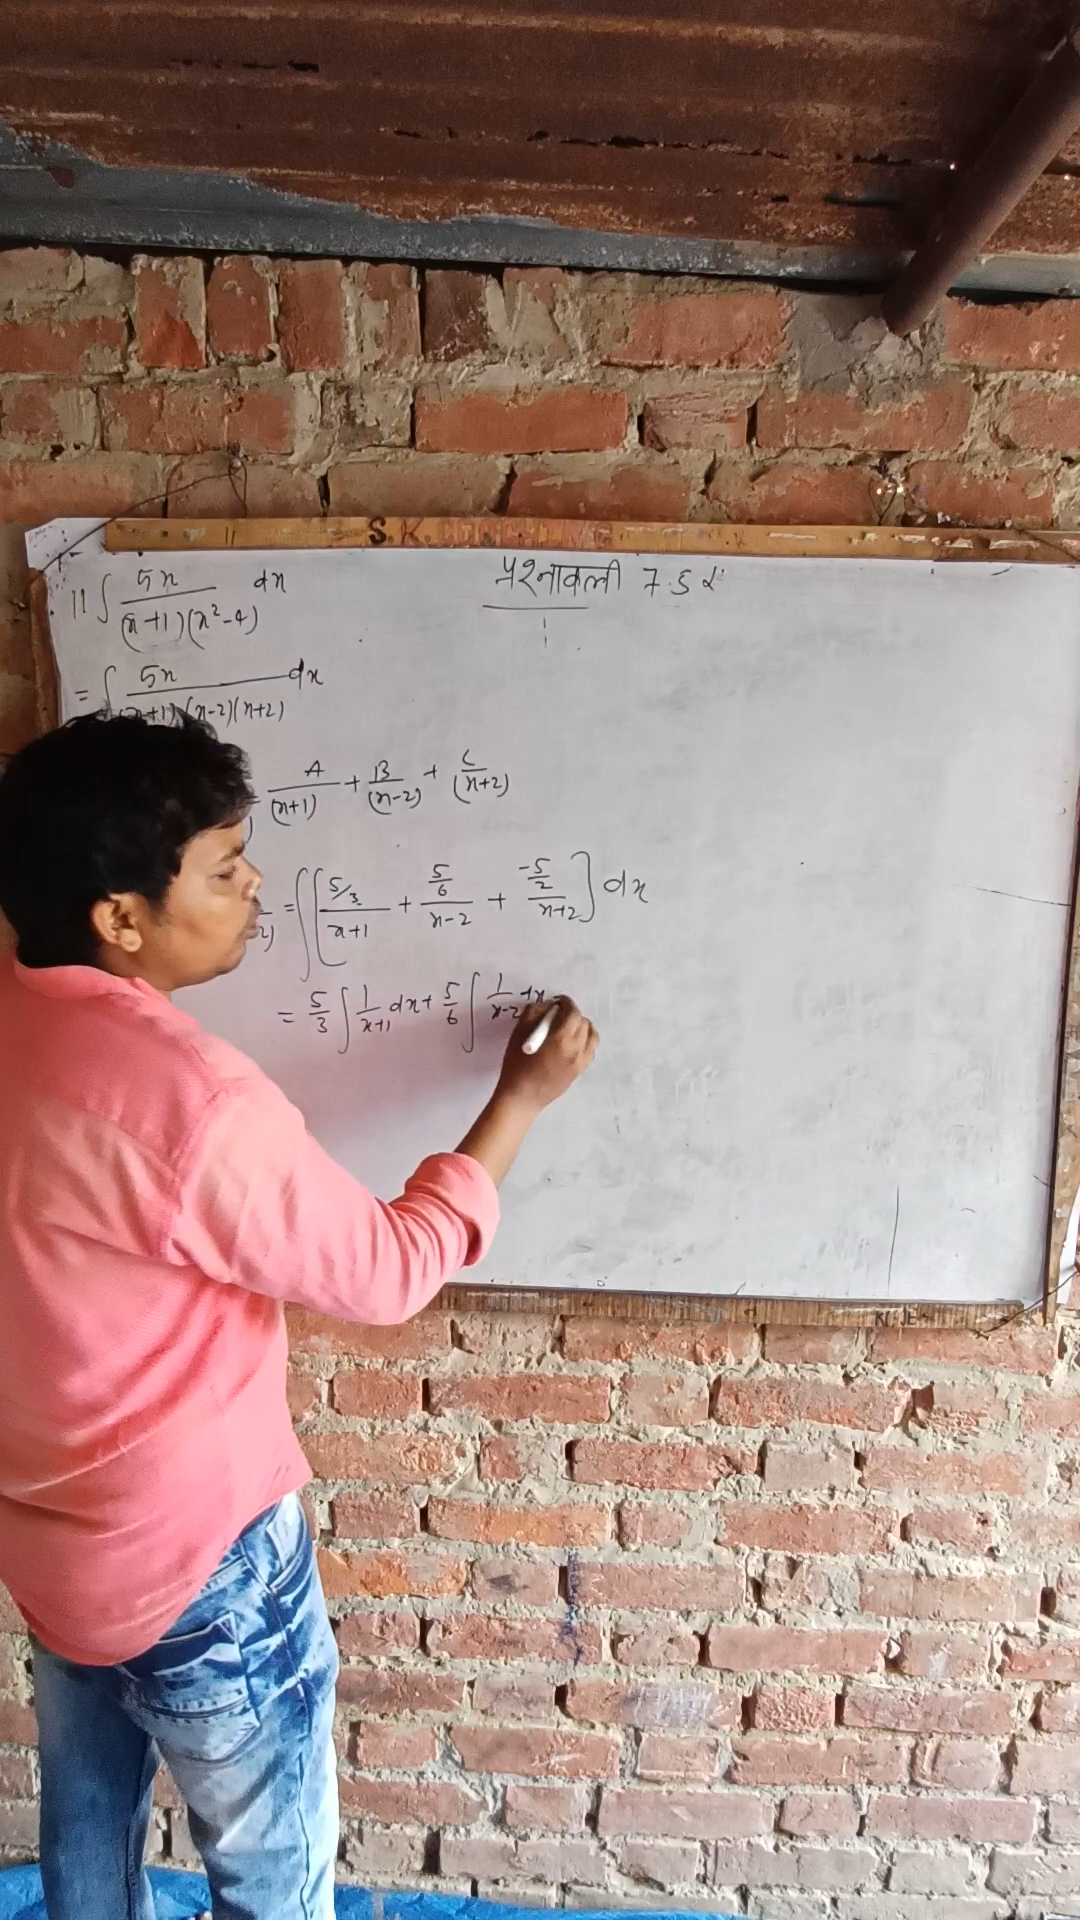 S. K.
प्रश्नावली 7.5
11 ∫ 5x / (x+1)(x²-4) dx
= ∫ 5x / (x+1)(x-2)(x+2) dx
= A/(x+1) + B/(x-2) + C/(x+2)
= ∫[ 5/3 / x+1 + 5/6 / x-2 + -5/2 / x+2 ] dx
= 5/3 ∫ 1/x+1 dx + 5/6 ∫ 1/x-2